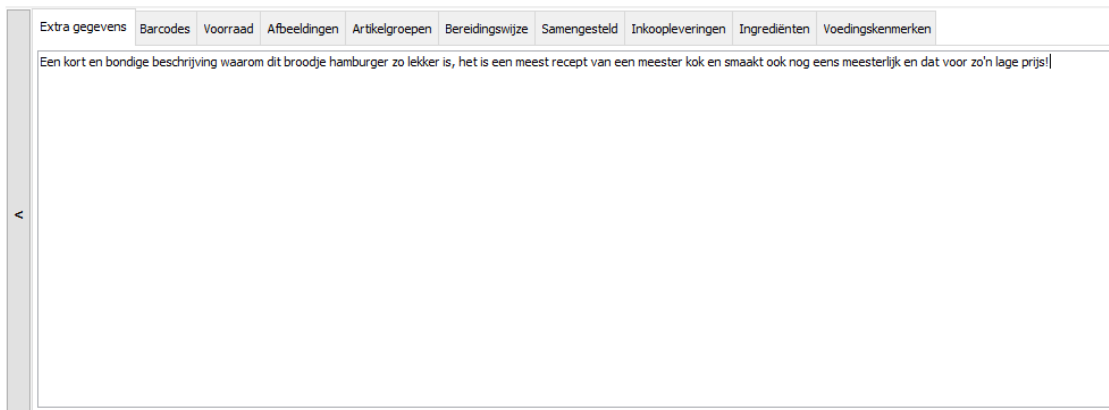 Extra gegevens Barcodes Voorraad Afbeeldingen Artikelgroepen Bereidingswijze Samengesteld Inkoopleveringen Ingrediënten Voedingskenmerken
Een kort en bondige beschrijving waarom dit broodje hamburger zo lekker is, het is een meest recept van een meester kok en smaakt ook nog eens meesterlijk en dat voor zo'n lage prijs!
<